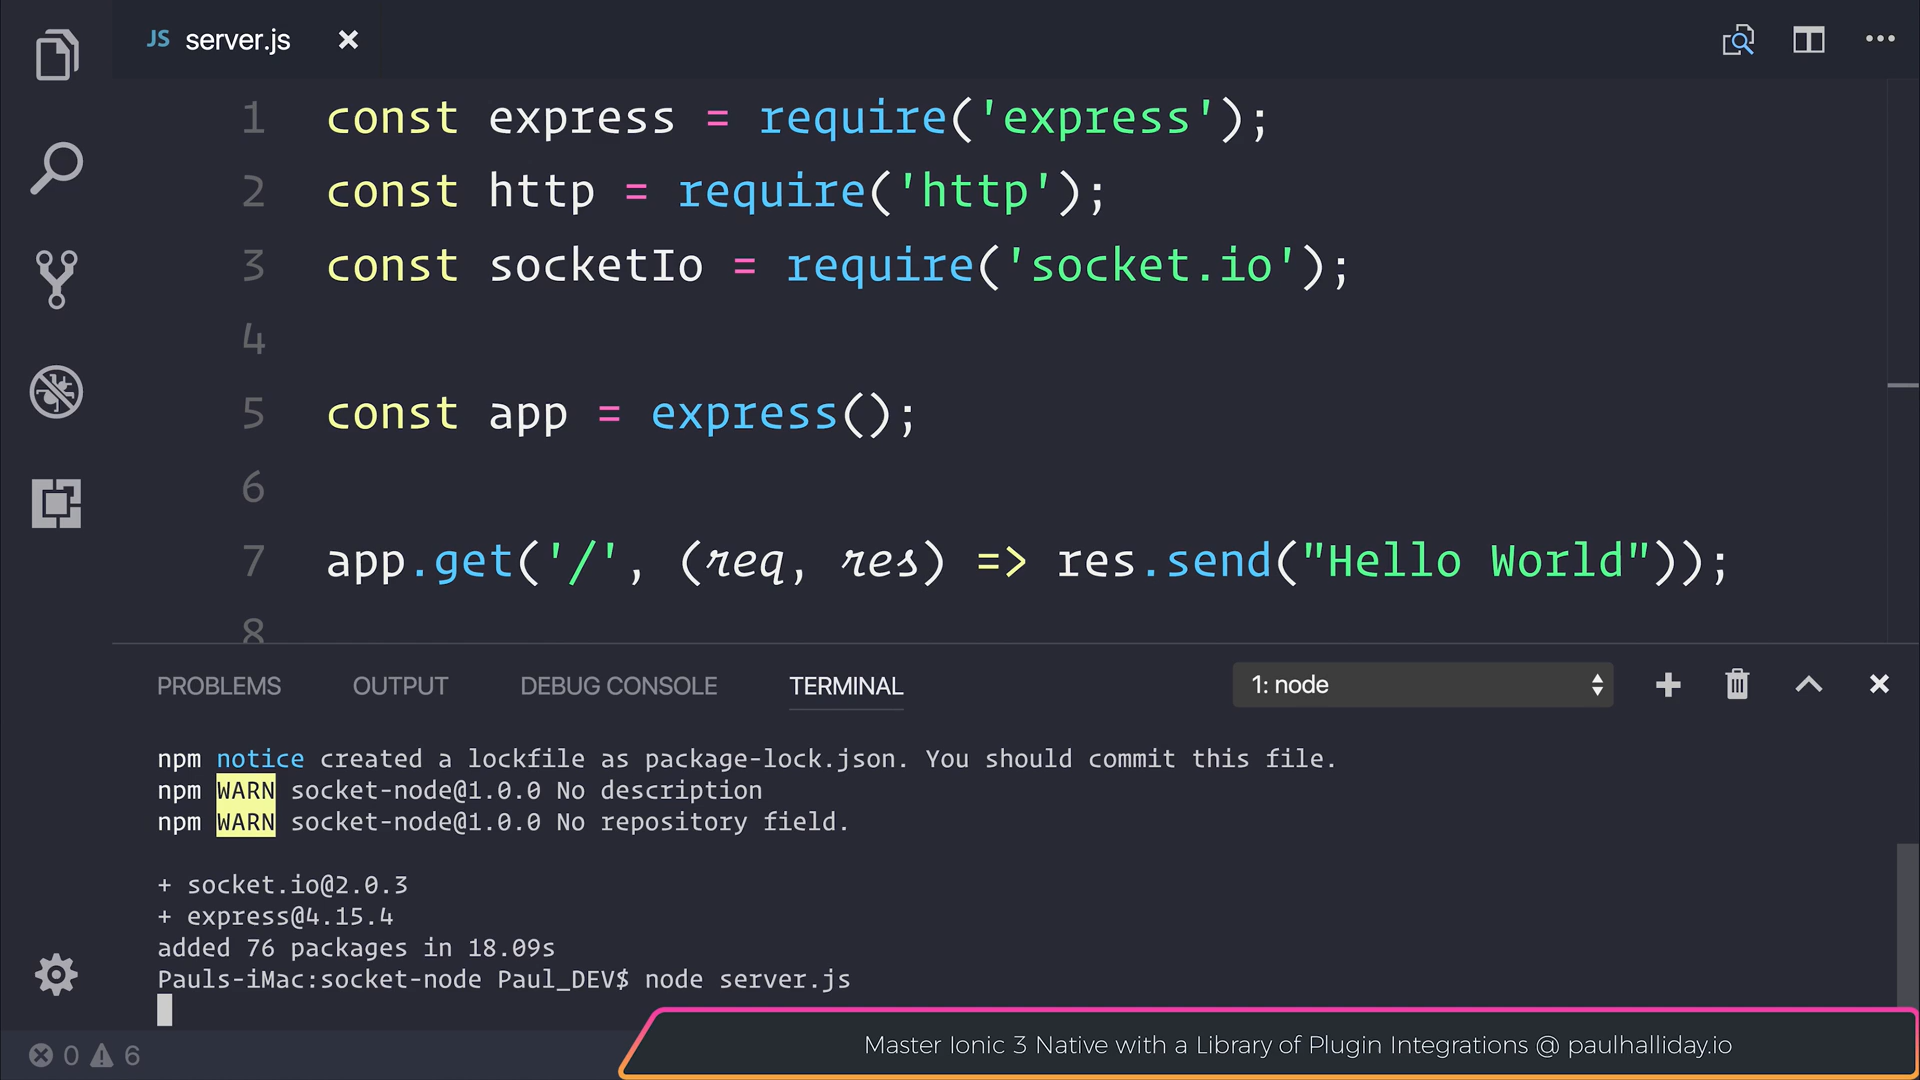 JS server.js
1 const express = require('express');
2 const http = require('http');
3 const socketIo = require('socket.io');
4
5 const app = express();
6
7 app.get('/', (req, res) => res.send("Hello World"));
8
PROBLEMS OUTPUT DEBUG CONSOLE TERMINAL 1: node
npm notice created a lockfile as package-lock.json. You should commit this file.
npm WARN socket-node@1.0.0 No description
npm WARN socket-node@1.0.0 No repository field.
+ socket.io@2.0.3
+ express@4.15.4
added 76 packages in 18.09s
Pauls-iMac:socket-node Paul_DEV$ node server.js
0 6
Master Ionic 3 Native with a Library of Plugin Integrations @ paulhalliday.io